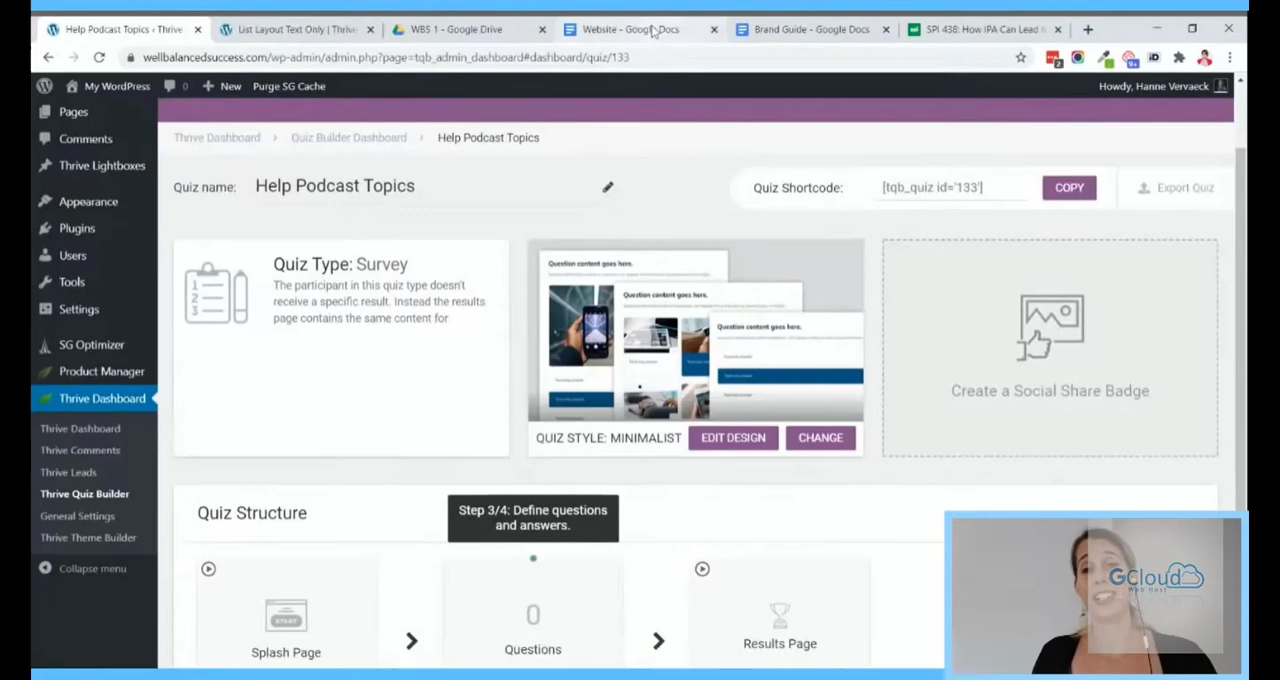 Help Podcast Topics ‹ Thrive
List Layout Text Only | Thrive
WBS 1 - Google Drive
Website - Google Docs
Brand Guide - Google Docs
SPI 438: How IPA Can Lead
wellbalancedsuccess.com/wp-admin/admin.php?page=tqb_admin_dashboard#dashboard/quiz/133
My WordPress
0
New
Purge SG Cache
Howdy, Hanne Vervaeck
Pages
Comments
Thrive Lightboxes
Appearance
Plugins
Users
Tools
Settings
SG Optimizer
Product Manager
Thrive Dashboard
Thrive Dashboard
Thrive Comments
Thrive Leads
Thrive Quiz Builder
General Settings
Thrive Theme Builder
Collapse menu
Thrive Dashboard > Quiz Builder Dashboard > Help Podcast Topics
Quiz name: Help Podcast Topics
Quiz Shortcode: [tqb_quiz id='133'] COPY Export Quiz
Quiz Type: Survey
The participant in this quiz type doesn't
receive a specific result. Instead the results
page contains the same content for
Question content goes here.
Question content goes here.
Question content goes here.
QUIZ STYLE: MINIMALIST EDIT DESIGN CHANGE
Create a Social Share Badge
Quiz Structure
Step 3/4: Define questions
and answers.
START
Splash Page
0
Questions
Results Page
GCloud
Web Host